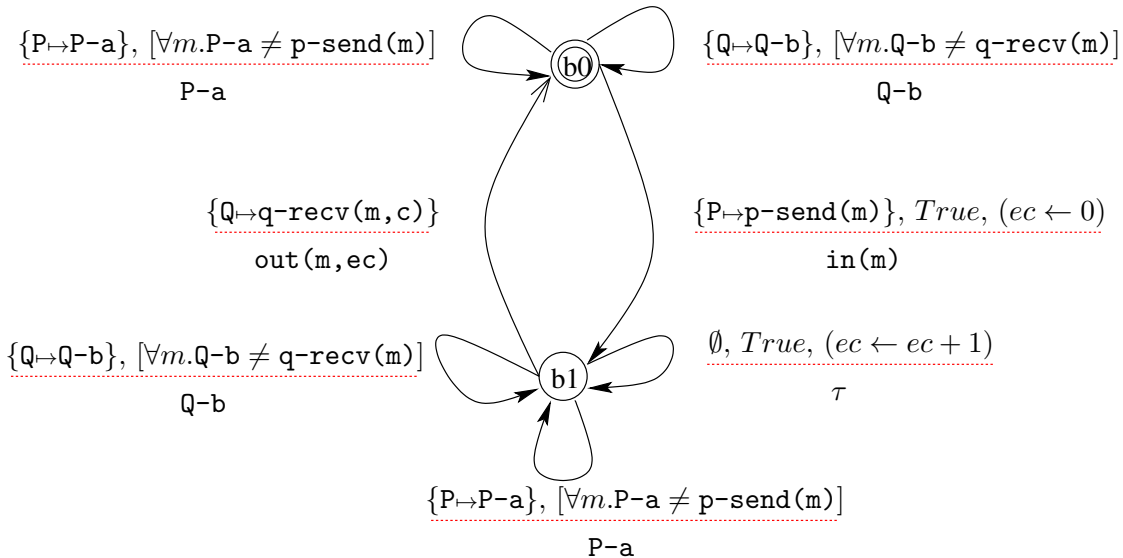 {P↦P-a}, [∀m.P-a ≠ p-send(m)]
P-a
b0
{Q↦Q-b}, [∀m.Q-b ≠ q-recv(m)]
Q-b
{Q↦q-recv(m,c)}
out(m,ec)
{P↦p-send(m)}, True, (ec ← 0)
in(m)
{Q↦Q-b}, [∀m.Q-b ≠ q-recv(m)]
Q-b
b1
∅, True, (ec ← ec + 1)
τ
{P↦P-a}, [∀m.P-a ≠ p-send(m)]
P-a